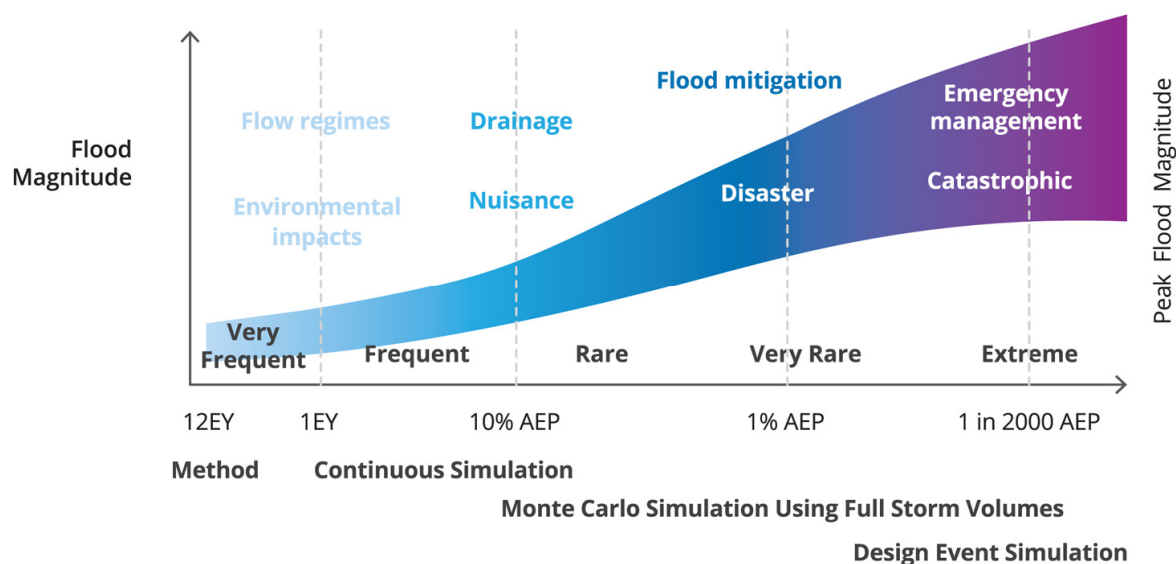 Flood mitigation
Emergency
management
Flow regimes
Drainage
Flood
Magnitude
Catastrophic
Disaster
Nuisance
Environmental
impacts
Peak Flood Magnitude
Very
Frequent
Frequent
Rare
Very Rare
Extreme
12EY
1EY
10% AEP
1% AEP
1 in 2000 AEP
Method
Continuous Simulation
Monte Carlo Simulation Using Full Storm Volumes
Design Event Simulation